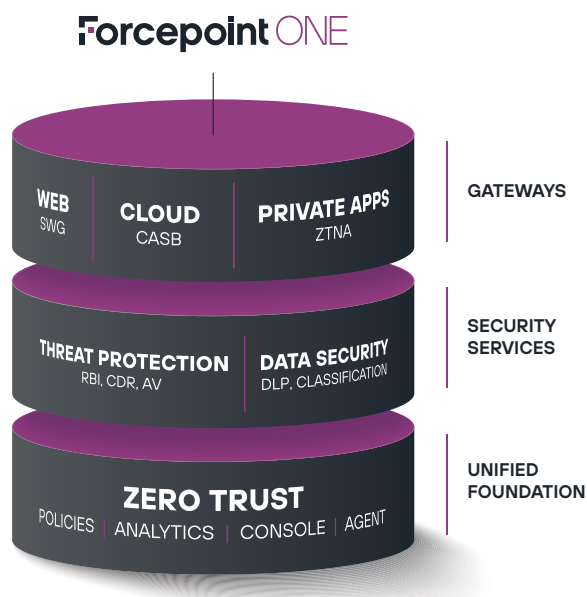 Forcepoint ONE
WEB
SWG
CLOUD
CASB
PRIVATE APPS
ZTNA
GATEWAYS
THREAT PROTECTION
RBI, CDR, AV
DATA SECURITY
DLP, CLASSIFICATION
SECURITY
SERVICES
ZERO TRUST
POLICIES | ANALYTICS | CONSOLE | AGENT
UNIFIED
FOUNDATION